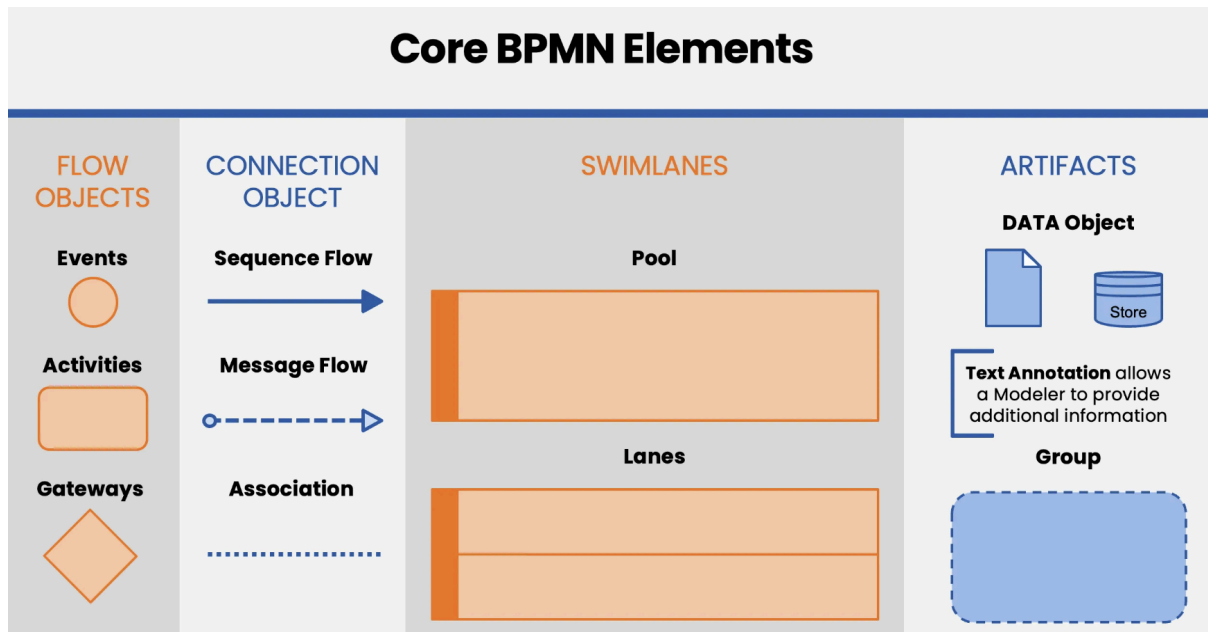 Core BPMN Elements
FLOW
OBJECTS
Events
Activities
Gateways
CONNECTION
OBJECT
Sequence Flow
Message Flow
Association
SWIMLANES
Pool
Lanes
ARTIFACTS
DATA Object
Store
Text Annotation allows
a Modeler to provide
additional information
Group